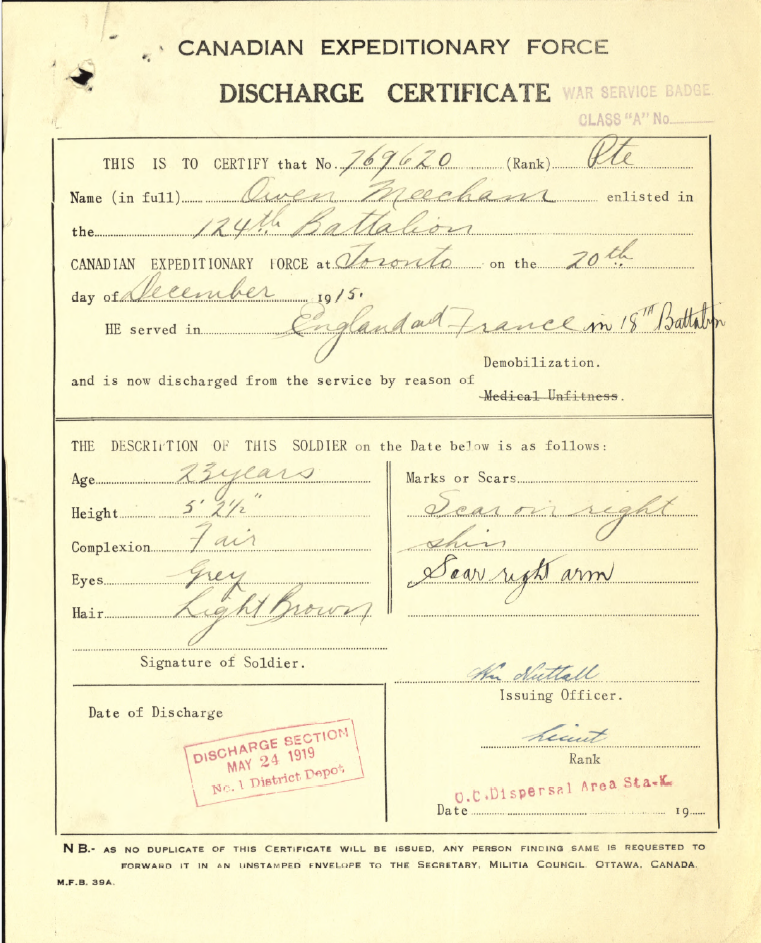 CANADIAN EXPEDITIONARY FORCE
DISCHARGE CERTIFICATE
WAR SERVICE BADGE
CLASS "A" No
THIS IS TO CERTIFY that No. 769620 (Rank) Pte
Name (in full) Owen Meecham enlisted in
the 124th Battalion
CANADIAN EXPEDITIONARY FORCE at Toronto on the 20th
day of December 1915.
HE served in England and France in 18TH Battalion
Demobilization.
and is now discharged from the service by reason of
Medical Unfitness.
THE DESCRIPTION OF THIS SOLDIER on the Date below is as follows:
Age 23 years
Height 5' 2½"
Complexion Fair
Eyes Grey
Hair Light Brown
Signature of Soldier.
Marks or Scars
Scar on right
shin
Scar right arm
Wm Nuttall
Issuing Officer.
Lieut
Rank
Date of Discharge
DISCHARGE SECTION
MAY 24 1919
No. 1 District Depot
O.C. Dispersal Area Sta-K
Date 19
NB.- AS NO DUPLICATE OF THIS CERTIFICATE WILL BE ISSUED, ANY PERSON FINDING SAME IS REQUESTED TO
FORWARD IT IN AN UNSTAMPED ENVELOPE TO THE SECRETARY, MILITIA COUNCIL, OTTAWA, CANADA.
M.F.B. 39A.